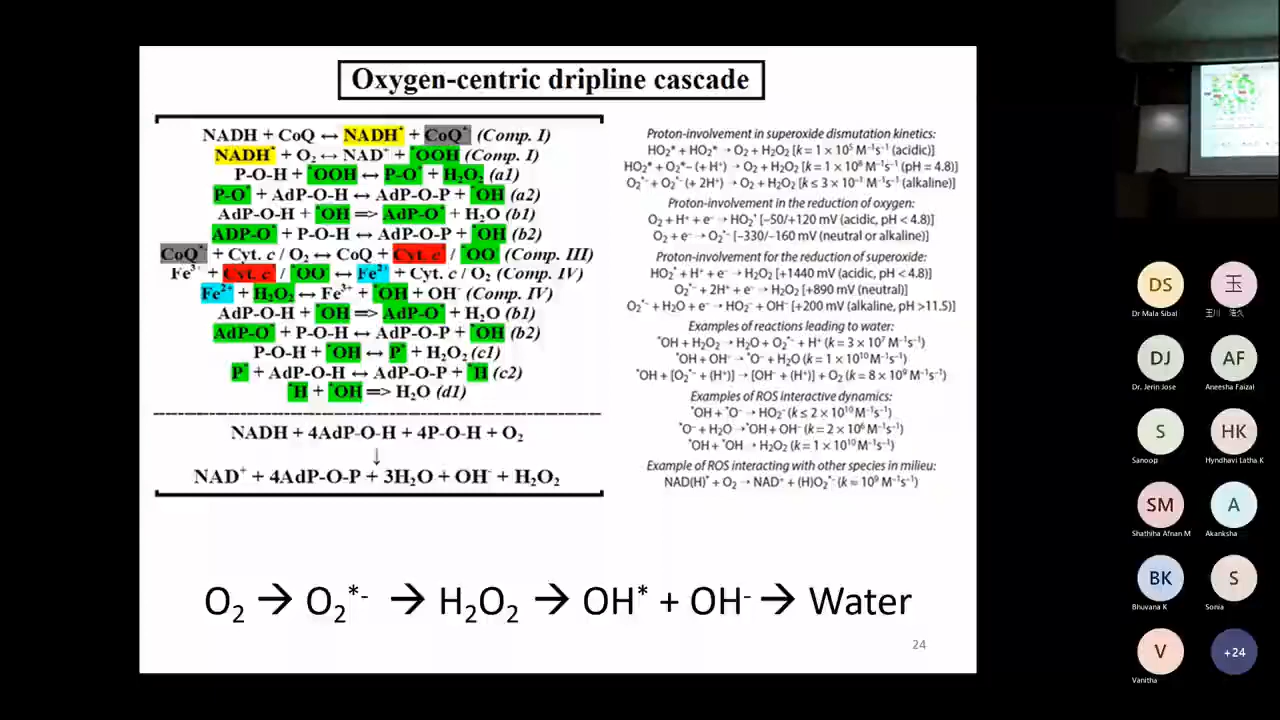 Oxygen-centric dripline cascade
NADH + CoQ ↔ NADH* + CoQ* (Comp. I)
NADH* + O₂ ↔ NAD⁺ + *OOH (Comp. I)
P-O-H + *OOH ↔ P-O* + H₂O₂ (a1)
P-O* + AdP-O-H ↔ AdP-O-P + *OH (a2)
AdP-O-H + *OH => AdP-O* + H₂O (b1)
ADP-O* + P-O-H ↔ AdP-O-P + *OH (b2)
CoQ* + Cyt. c / O₂ ↔ CoQ + Cyt. c / *OO (Comp. III)
Fe³⁺ + Cyt. c / *OO ↔ Fe²⁺ + Cyt. c / O₂ (Comp. IV)
Fe²⁺ + H₂O₂ ↔ Fe³⁺ + *OH + OH⁻ (Comp. IV)
AdP-O-H + *OH => AdP-O* + H₂O (b1)
AdP-O* + P-O-H ↔ AdP-O-P + *OH (b2)
P-O-H + *OH ↔ P* + H₂O₂ (c1)
P* + AdP-O-H ↔ AdP-O-P + *H (c2)
*H + *OH => H₂O (d1)
NADH + 4AdP-O-H + 4P-O-H + O₂
↓
NAD⁺ + 4AdP-O-P + 3H₂O + OH⁻ + H₂O₂
Proton-involvement in superoxide dismutation kinetics:
HO₂* + HO₂* → O₂ + H₂O₂ [k = 1 × 10⁵ M⁻¹s⁻¹ (acidic)]
HO₂* + O₂*– (+ H⁺) → O₂ + H₂O₂ [k = 1 × 10⁸ M⁻¹s⁻¹ (pH = 4.8)]
O₂*⁻ + O₂*⁻ (+ 2H⁺) → O₂ + H₂O₂ [k ≤ 3 × 10⁻¹ M⁻¹s⁻¹ (alkaline)]
Proton-involvement in the reduction of oxygen:
O₂ + H⁺ + e⁻ → HO₂* [–50/+120 mV (acidic, pH < 4.8)]
O₂ + e⁻ → O₂*⁻ [–330/–160 mV (neutral or alkaline)]
Proton-involvement for the reduction of superoxide:
HO₂* + H⁺ + e⁻ → H₂O₂ [+1440 mV (acidic, pH < 4.8)]
O₂*⁻ + 2H⁺ + e⁻ → H₂O₂ [+890 mV (neutral)]
O₂*⁻ + H₂O + e⁻ → HO₂⁻ + OH⁻ [+200 mV (alkaline, pH >11.5)]
Examples of reactions leading to water:
*OH + H₂O₂ → H₂O + O₂*⁻ + H⁺ (k = 3 × 10⁷ M⁻¹s⁻¹)
*OH + OH⁻ → *O⁻ + H₂O (k = 1 × 10¹⁰ M⁻¹s⁻¹)
*OH + [O₂*⁻ + (H⁺)] → [OH⁻ + (H⁺)] + O₂ (k = 8 × 10⁹ M⁻¹s⁻¹)
Examples of ROS interactive dynamics:
*OH + *O⁻ → HO₂⁻ (k ≤ 2 × 10¹⁰ M⁻¹s⁻¹)
*O⁻ + H₂O → *OH + OH⁻ (k = 2 × 10⁶ M⁻¹s⁻¹)
*OH + *OH → H₂O₂ (k = 1 × 10¹⁰ M⁻¹s⁻¹)
Example of ROS interacting with other species in milieu:
NAD(H)* + O₂ → NAD⁺ + (H)O₂*⁻ (k = 10⁹ M⁻¹s⁻¹)
O₂ → O₂*⁻ → H₂O₂ → OH* + OH⁻ → Water
24
DS
Dr Mala Sibal
玉
DJ
Dr. Jerin Jose
AF
Aneesha Faizal
S
Sanoop
HK
Hyndhavi Latha K
SM
Shathiha Afnan M
A
Akanksha
BK
Bhuvana K
S
Sonia
V
Vanitha
+24